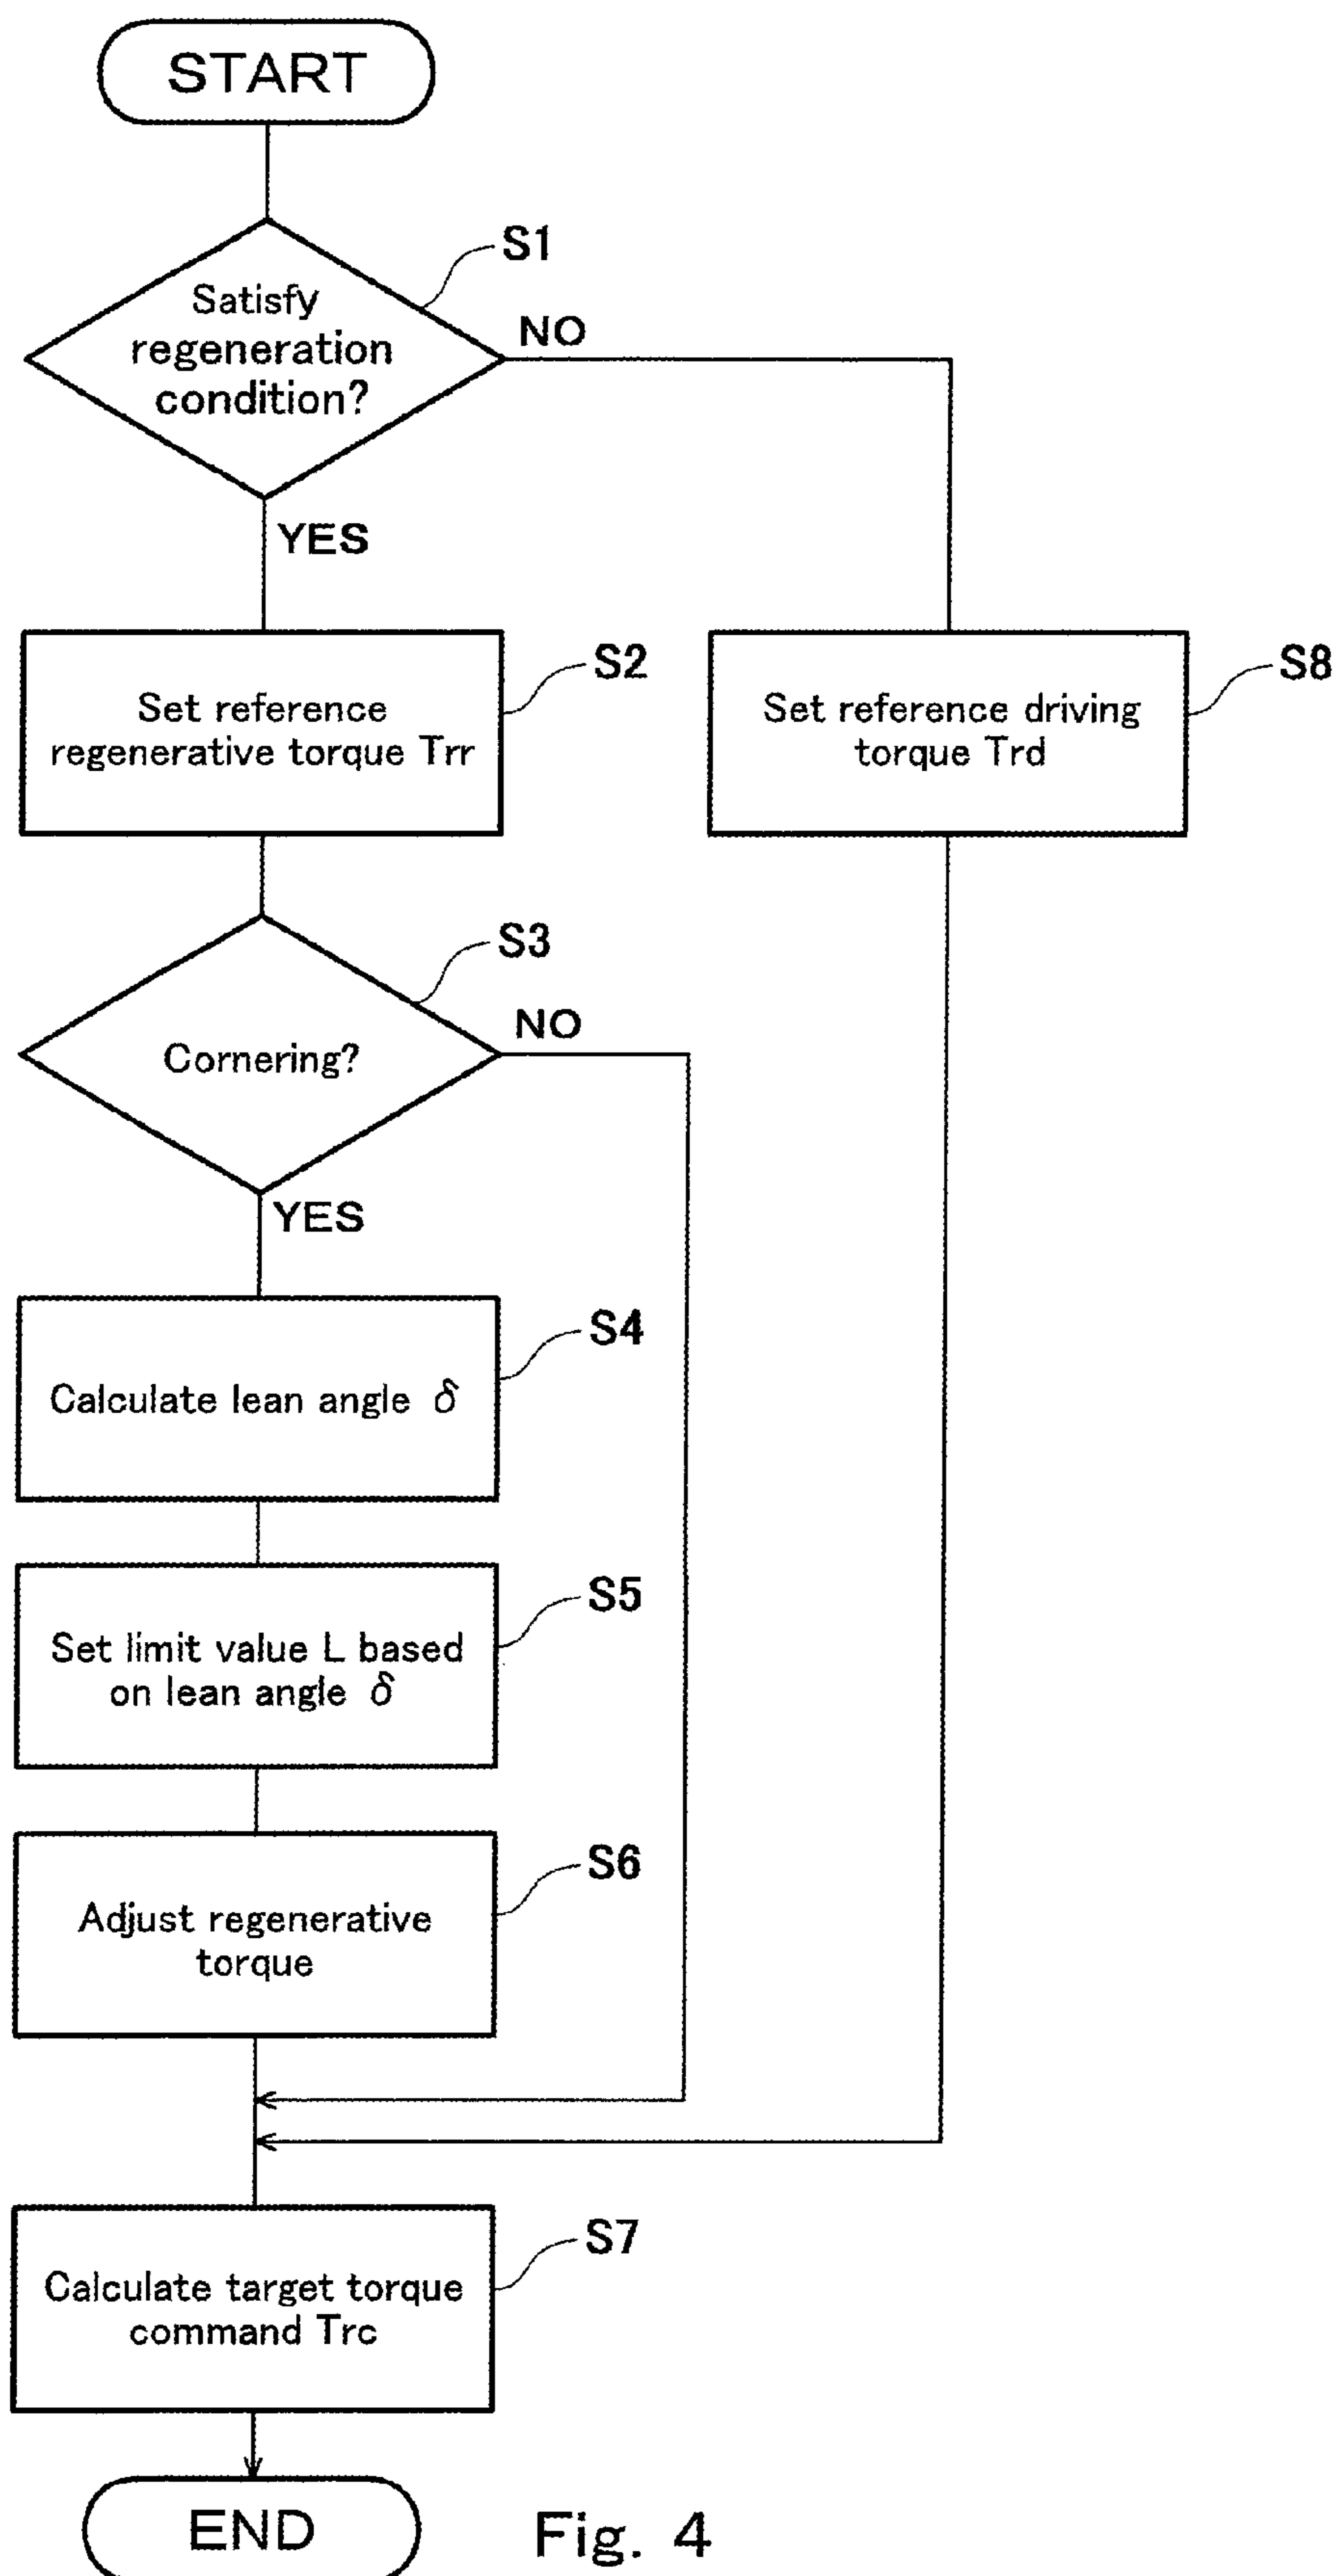 START
S1
Satisfy
regeneration
condition?
NO
YES
S2
Set reference
regenerative torque Trr
S8
Set reference driving
torque Trd
S3
Cornering?
NO
YES
S4
Calculate lean angle δ
S5
Set limit value L based
on lean angle δ
S6
Adjust regenerative
torque
S7
Calculate target torque
command Trc
END
Fig. 4